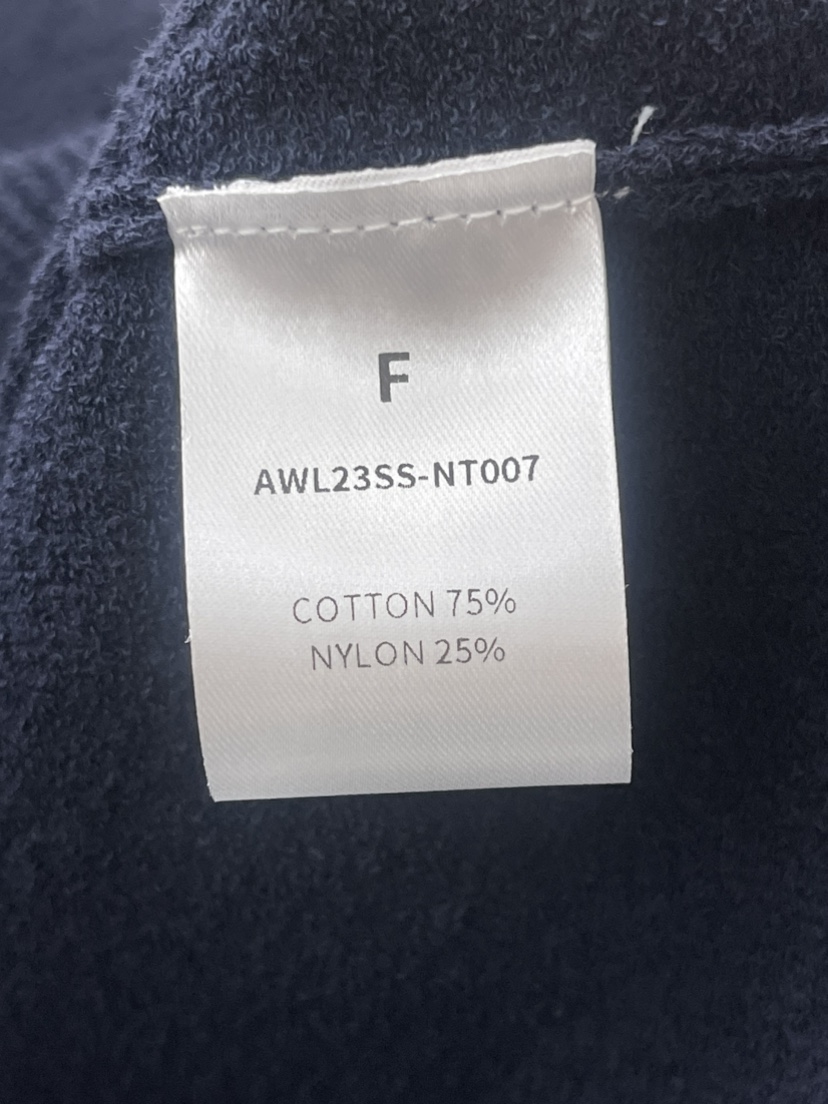 F
AWL23SS-NT007
COTTON 75%
NYLON 25%